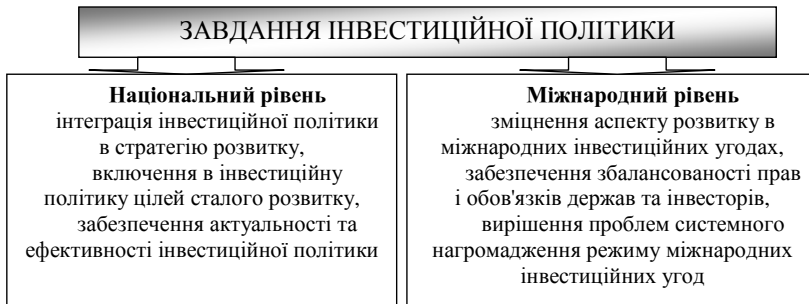 ЗАВДАННЯ ІНВЕСТИЦІЙНОЇ ПОЛІТИКИ
Національний рівень
інтеграція інвестиційної політики
в стратегію розвитку,
включення в інвестиційну
політику цілей сталого розвитку,
забезпечення актуальності та
ефективності інвестиційної політики
Міжнародний рівень
зміцнення аспекту розвитку в
міжнародних інвестиційних угодах,
забезпечення збалансованості прав
і обов'язків держав та інвесторів,
вирішення проблем системного
нагромадження режиму міжнародних
інвестиційних угод